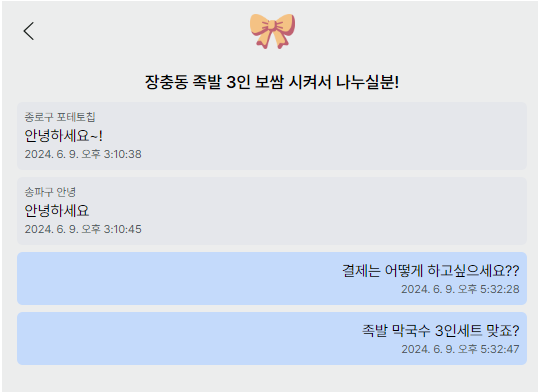 장충동 족발 3인 보쌈 시켜서 나누실분!
종로구 포테토칩
안녕하세요~!
2024. 6. 9. 오후 3:10:38
송파구 안녕
안녕하세요
2024. 6. 9. 오후 3:10:45
결제는 어떻게 하고싶으세요??
2024. 6. 9. 오후 5:32:28
족발 막국수 3인세트 맞죠?
2024. 6. 9. 오후 5:32:47